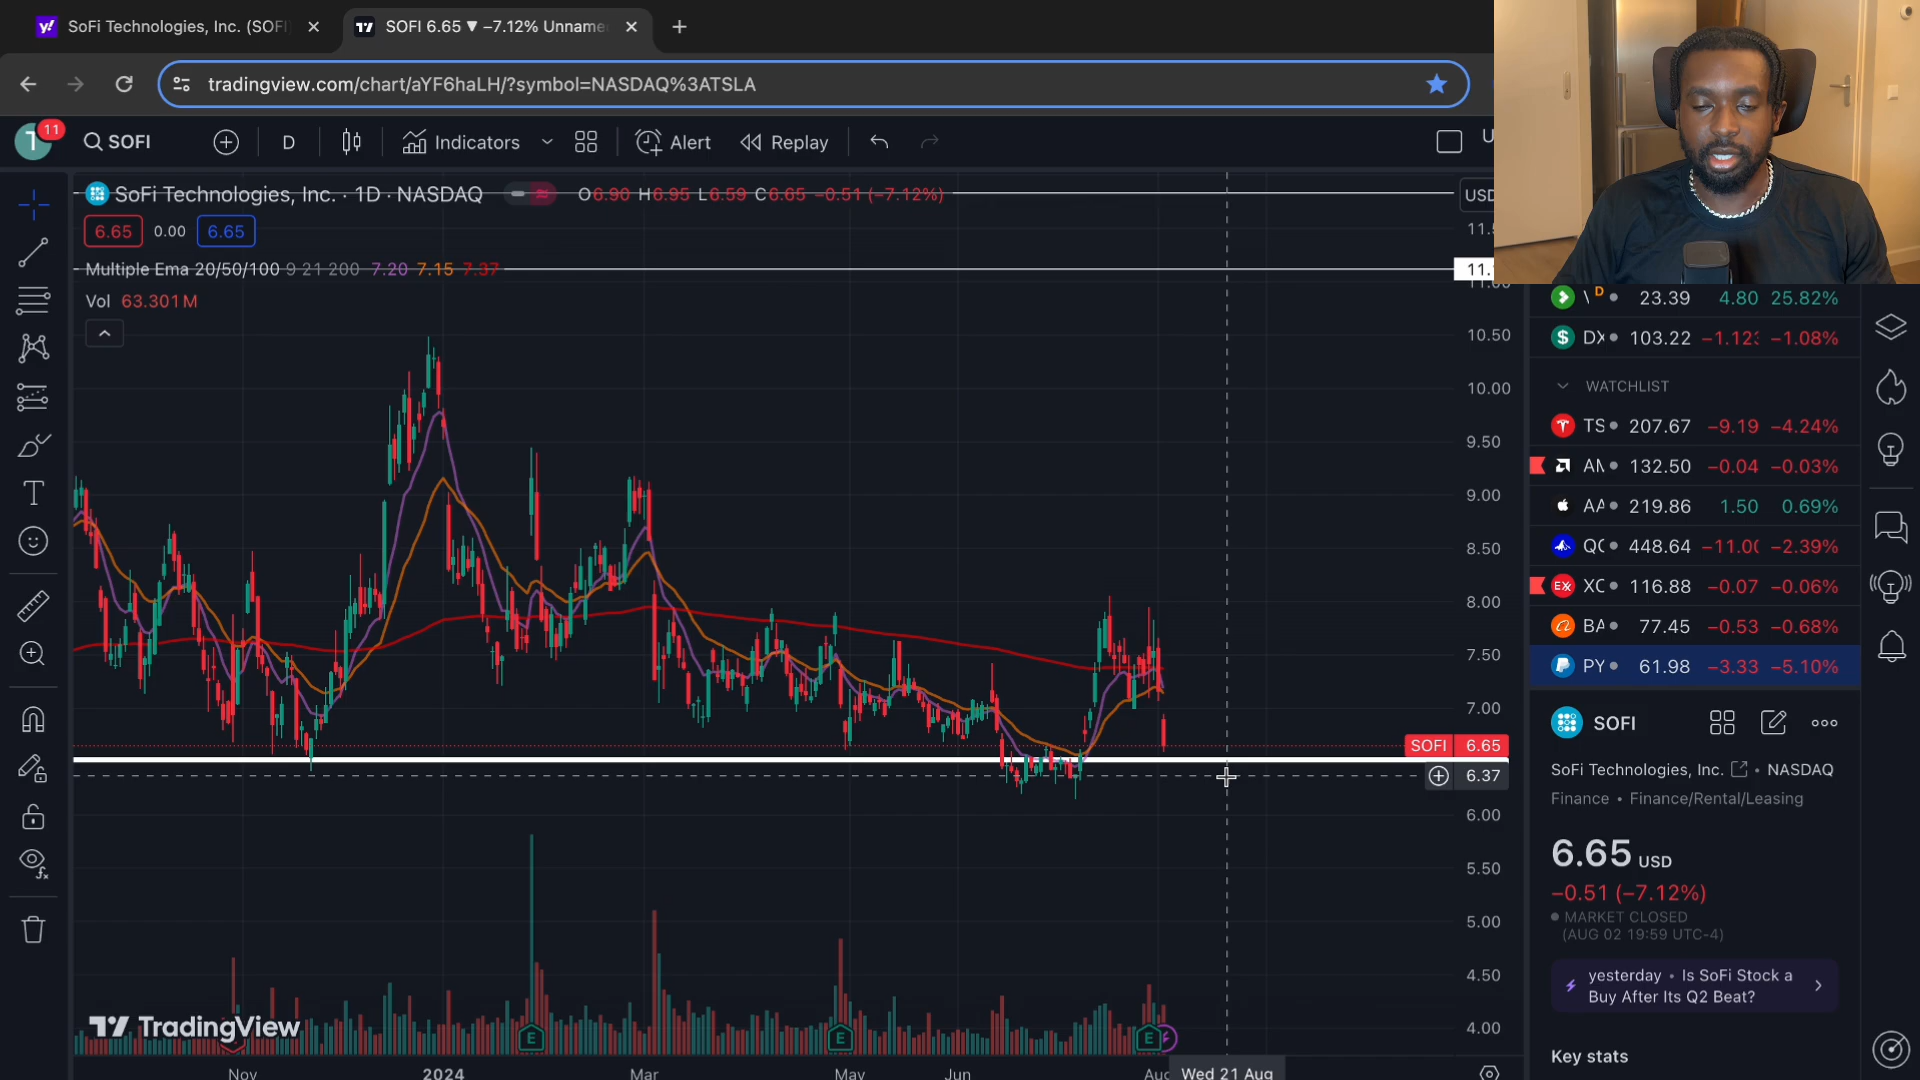 SoFi Technologies, Inc. (SOFI
SOFI 6.65 ▼ −7.12% Unname
tradingview.com/chart/aYF6haLH/?symbol=NASDAQ%3ATSLA
11
SOFI
D
Indicators
Alert
Replay
SoFi Technologies, Inc. · 1D · NASDAQ
O6.90 H6.95 L6.59 C6.65 −0.51 (−7.12%)
USD
6.65 0.00 6.65
Multiple Ema 20/50/100 9 21 200 7.20 7.15 7.37
Vol 63.301M
11.00
10.50
10.00
9.50
9.00
8.50
8.00
7.50
7.00
SOFI 6.65
6.37
6.00
5.50
5.00
4.50
4.00
E
E
E
TradingView
Nov
2024
Mar
May
Jun
Wed 21 Aug
D 23.39 4.80 25.82%
DX 103.22 −1.08%
WATCHLIST
TS 207.67 −9.19 −4.24%
132.50 −0.04 −0.03%
AA 219.86 1.50 0.69%
448.64 −11.0 −2.39%
EX XC 116.88 −0.07 −0.06%
BA 77.45 −0.53 −0.68%
PY 61.98 −3.33 −5.10%
SOFI
SoFi Technologies, Inc. • NASDAQ
Finance • Finance/Rental/Leasing
6.65 USD
−0.51 (−7.12%)
MARKET CLOSED
(AUG 02 19:59 UTC-4)
yesterday • Is SoFi Stock a
Buy After Its Q2 Beat?
Key stats